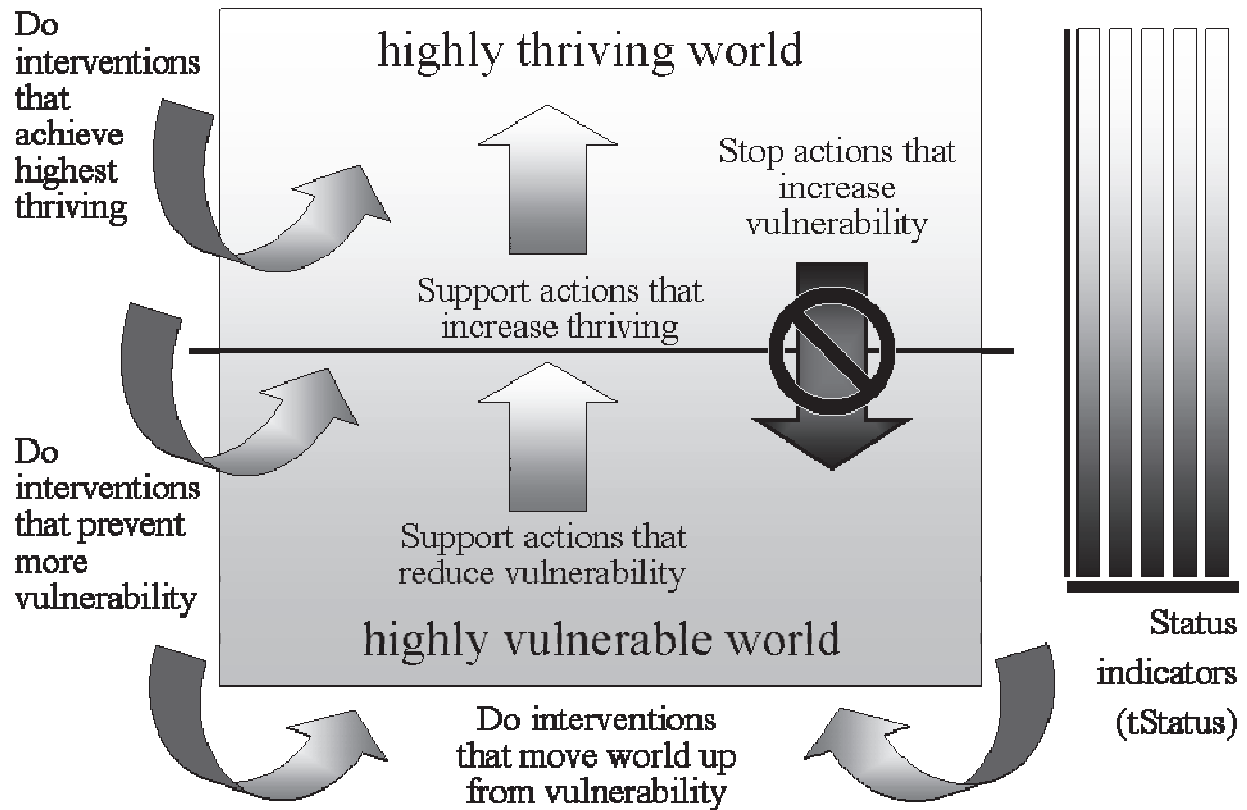 Do
interventions
that
achieve
highest
thriving
highly thriving world
Stop actions that
increase
vulnerability
Support actions that
increase thriving
Do
interventions
that prevent
more
vulnerability
Support actions that
reduce vulnerability
highly vulnerable world
Do interventions
that move world up
from vulnerability
Status
indicators
(tStatus)